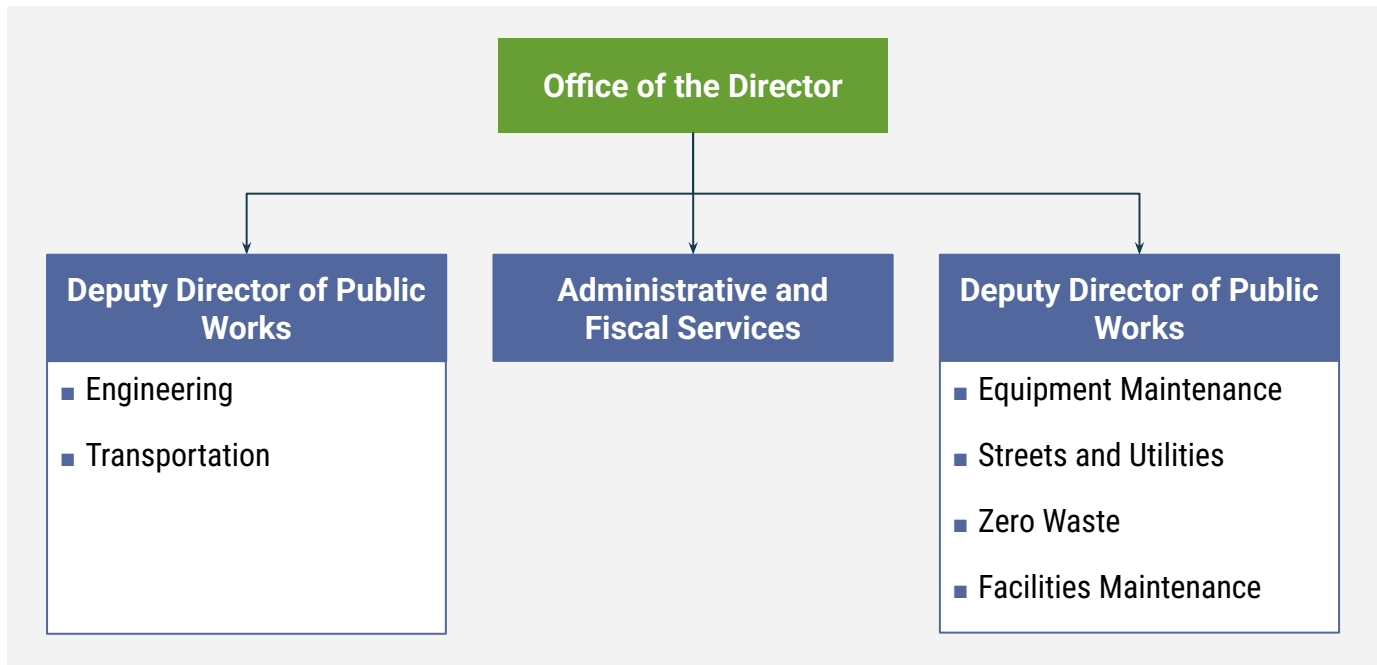 Office of the Director
Deputy Director of Public
Works
Engineering
Transportation
Administrative and
Fiscal Services
Deputy Director of Public
Works
Equipment Maintenance
Streets and Utilities
Zero Waste
Facilities Maintenance